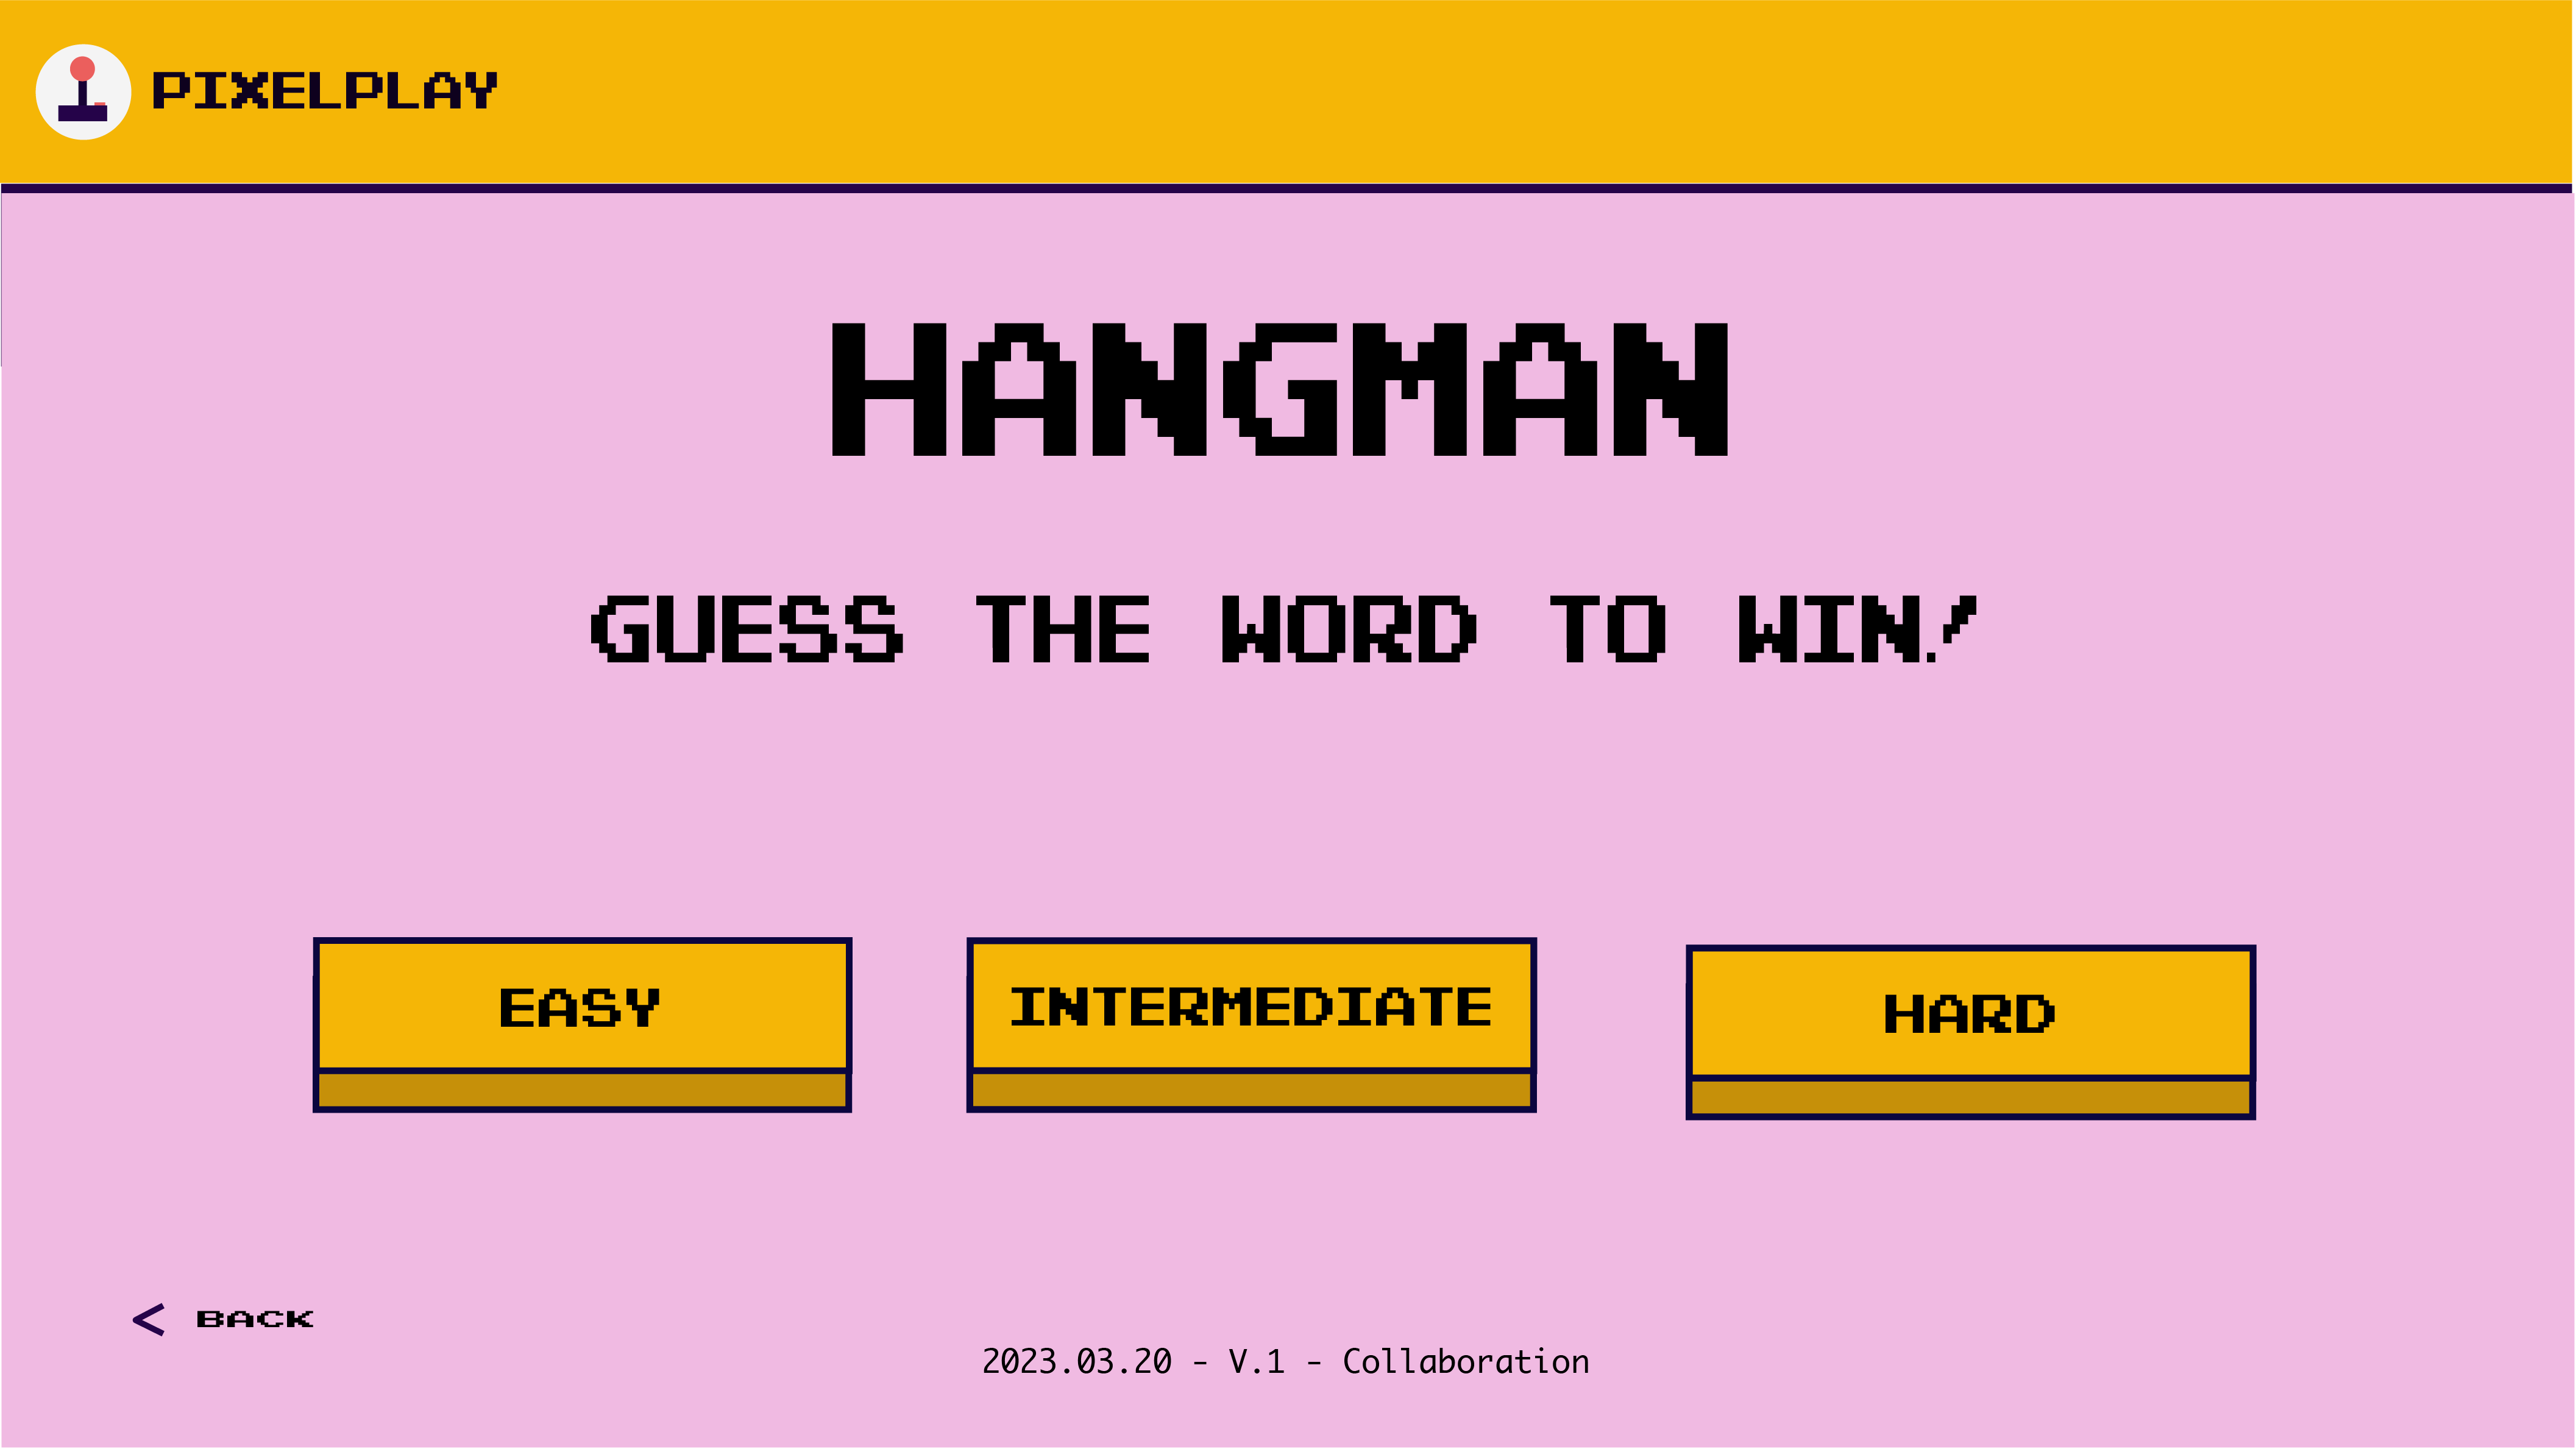 PIXELPLAY
HANGMAN
GUESS THE WORD TO WIN!
EASY
INTERMEDIATE
HARD
< BACK
2023.03.20 - V.1 - Collaboration